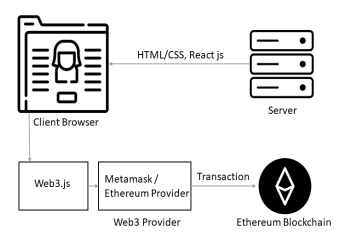 HTML/CSS, React js
Client Browser
Server
Web3.js
Metamask /
Ethereum Provider
Transaction
Web3 Provider
Ethereum Blockchain